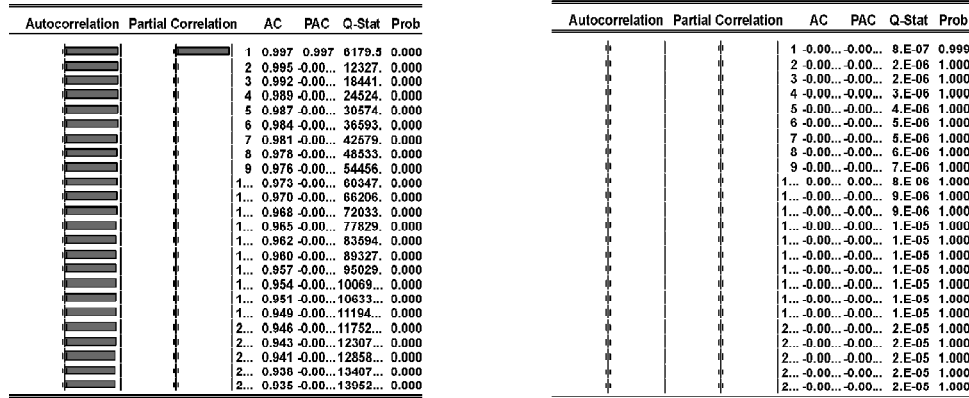 Autocorrelation Partial Correlation AC PAC Q-Stat Prob
1 0.997 0.997 6179.5 0.000
2 0.995 -0.00... 12327. 0.000
3 0.992 -0.00... 18441. 0.000
4 0.989 -0.00... 24524. 0.000
5 0.987 -0.00... 30574. 0.000
6 0.984 -0.00... 36593. 0.000
7 0.981 -0.00... 42579. 0.000
8 0.978 -0.00... 48533. 0.000
9 0.976 -0.00... 54456. 0.000
1... 0.973 -0.00... 60347. 0.000
1... 0.970 -0.00... 66206. 0.000
1... 0.968 -0.00... 72033. 0.000
1... 0.965 -0.00... 77829. 0.000
1... 0.962 -0.00... 83594. 0.000
1... 0.960 -0.00... 89327. 0.000
1... 0.957 -0.00... 95029. 0.000
1... 0.954 -0.00... 10069... 0.000
1... 0.951 -0.00... 10633... 0.000
1... 0.949 -0.00... 11194... 0.000
2... 0.946 -0.00... 11752... 0.000
2... 0.943 -0.00... 12307... 0.000
2... 0.941 -0.00... 12858... 0.000
2... 0.938 -0.00... 13407... 0.000
2... 0.935 -0.00... 13952... 0.000
Autocorrelation Partial Correlation AC PAC Q-Stat Prob
1 -0.00... -0.00... 8.E-07 0.999
2 -0.00... -0.00... 2.E-06 1.000
3 -0.00... -0.00... 2.E-06 1.000
4 -0.00... -0.00... 3.E-06 1.000
5 -0.00... -0.00... 4.E-06 1.000
6 -0.00... -0.00... 5.E-06 1.000
7 -0.00... -0.00... 5.E-06 1.000
8 -0.00... -0.00... 6.E-06 1.000
9 -0.00... -0.00... 7.E-06 1.000
1... 0.00... -0.00... 8.E-06 1.000
1... -0.00... -0.00... 9.E-06 1.000
1... -0.00... -0.00... 9.E-06 1.000
1... -0.00... -0.00... 1.E-05 1.000
1... -0.00... -0.00... 1.E-05 1.000
1... -0.00... -0.00... 1.E-05 1.000
1... -0.00... -0.00... 1.E-05 1.000
1... -0.00... -0.00... 1.E-05 1.000
1... -0.00... -0.00... 1.E-05 1.000
1... -0.00... -0.00... 1.E-05 1.000
2... -0.00... -0.00... 2.E-05 1.000
2... -0.00... -0.00... 2.E-05 1.000
2... -0.00... -0.00... 2.E-05 1.000
2... -0.00... -0.00... 2.E-05 1.000
2... -0.00... -0.00... 2.E-05 1.000